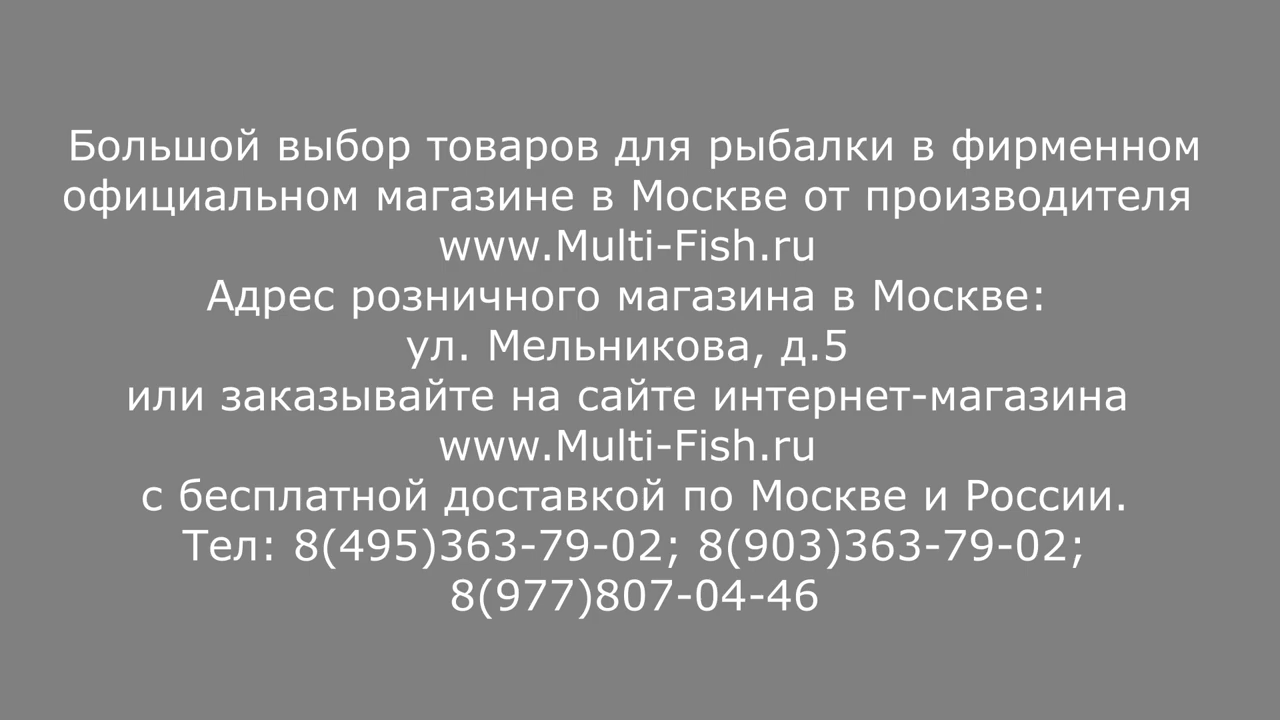 Большой выбор товаров для рыбалки в фирменном
официальном магазине в Москве от производителя
www.Multi-Fish.ru
Адрес розничного магазина в Москве:
ул. Мельникова, д.5
или заказывайте на сайте интернет-магазина
www.Multi-Fish.ru
с бесплатной доставкой по Москве и России.
Тел: 8(495)363-79-02; 8(903)363-79-02;
8(977)807-04-46